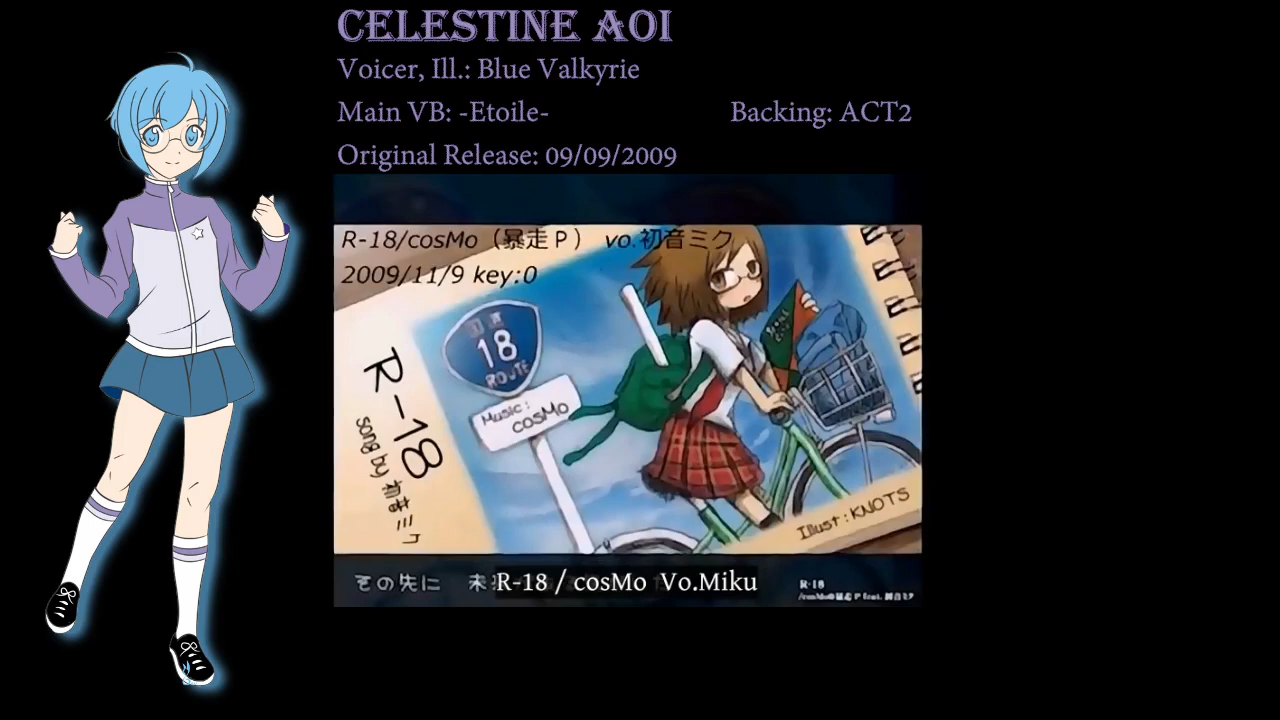 CELESTINE AOI
Voicer, Ill.: Blue Valkyrie
Main VB: -Etoile-
Backing: ACT2
Original Release: 09/09/2009
R-18/cosMo（暴走P） vo.初音ミク
2009/11/9 key:0
18
ROUTE
Music:
cosMo
R-18
song by 初音ミク
Illust:KNOTS
その先に 未
R-18 / cosMo Vo.Miku
R-18